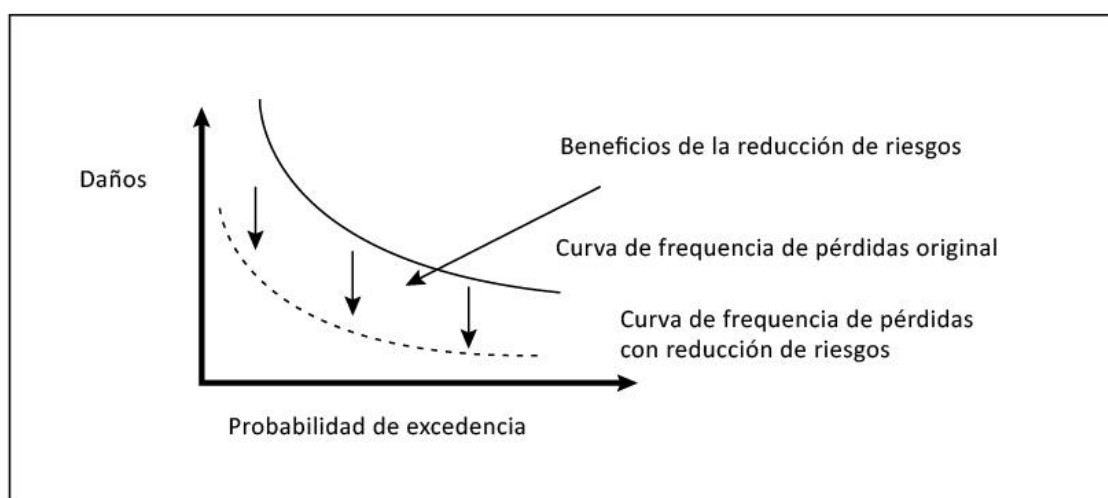 Beneficios de la reducción de riesgos
Daños
Curva de frequencia de pérdidas original
Curva de frequencia de pérdidas
con reducción de riesgos
Probabilidad de excedencia